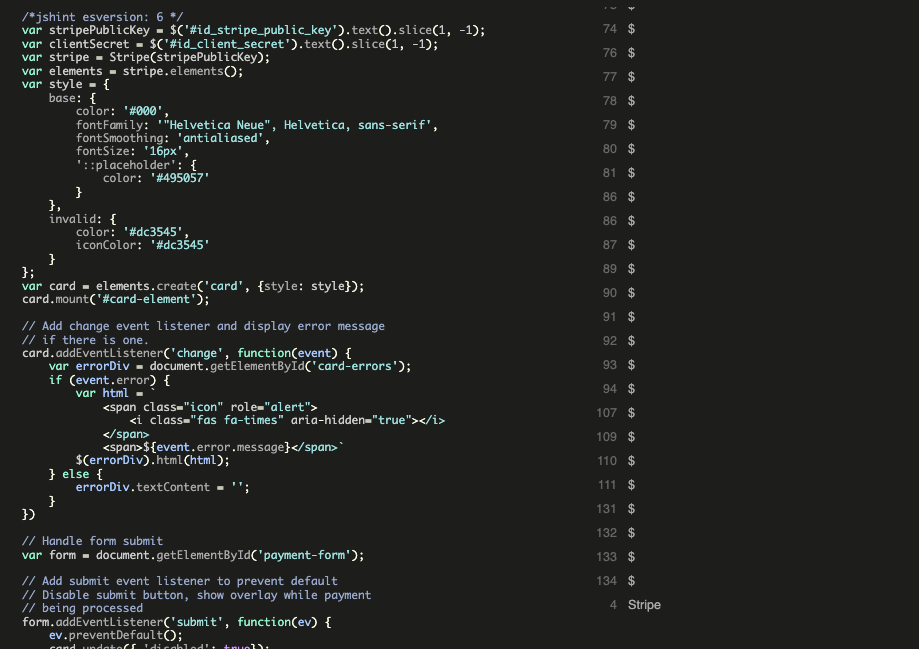 /*jshint esversion: 6 */
var stripePublicKey = $('#id_stripe_public_key').text().slice(1, -1);
var clientSecret = $('#id_client_secret').text().slice(1, -1);
var stripe = Stripe(stripePublicKey);
var elements = stripe.elements();
var style = {
    base: {
        color: '#000',
        fontFamily: '"Helvetica Neue", Helvetica, sans-serif',
        fontSmoothing: 'antialiased',
        fontSize: '16px',
        '::placeholder': {
            color: '#495057'
        }
    },
    invalid: {
        color: '#dc3545',
        iconColor: '#dc3545'
    }
};
var card = elements.create('card', {style: style});
card.mount('#card-element');
// Add change event listener and display error message
// if there is one.
card.addEventListener('change', function(event) {
    var errorDiv = document.getElementById('card-errors');
    if (event.error) {
        var html = `
            <span class="icon" role="alert">
                <i class="fas fa-times" aria-hidden="true"></i>
            </span>
            <span>${event.error.message}</span>`
        $(errorDiv).html(html);
    } else {
        errorDiv.textContent = '';
    }
})
// Handle form submit
var form = document.getElementById('payment-form');
// Add submit event listener to prevent default
// Disable submit button, show overlay while payment
// being processed
form.addEventListener('submit', function(ev) {
    ev.preventDefault();
    card.update({ 'disabled': true});
74 $
76 $
77 $
78 $
79 $
80 $
81 $
86 $
86 $
87 $
89 $
90 $
91 $
92 $
93 $
94 $
107 $
109 $
110 $
111 $
131 $
132 $
133 $
134 $
4 Stripe